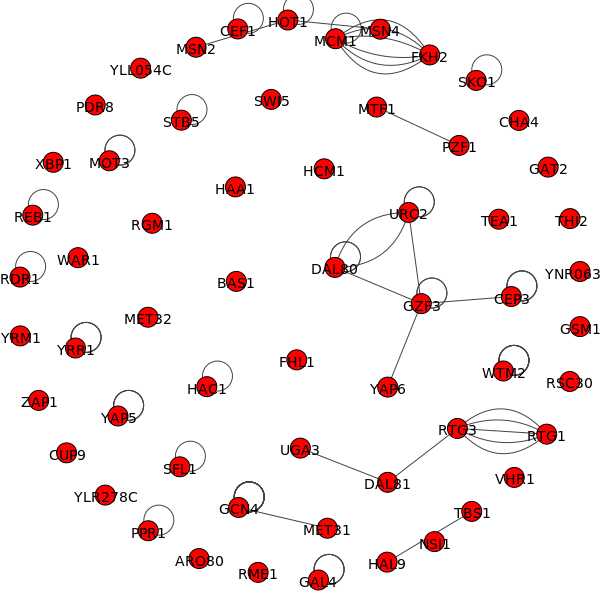 HOT1
CEF1
MSN4
MCM1
MSN2
FKH2
YLL054C
SKO1
SWI5
PDR8
MTF1
STB5
CHA4
PZF1
XBP1
MOT3
HCM1
GAT2
HAA1
REB1
URC2
RGM1
TEA1
THI2
WAR1
DAL80
RDR1
YNR063
BAS1
CEP3
GZF3
MET32
GSM1
YRM1
YRR1
FHL1
WTM2
HAC1
YAP6
RSC30
ZAP1
YAP5
RTG3
RTG1
UGA3
CUP9
SFL1
VHR1
DAL81
YLR278C
GCN4
TBS1
PPR1
MET31
NSI1
ARO80
HAL9
RME1
GAL4